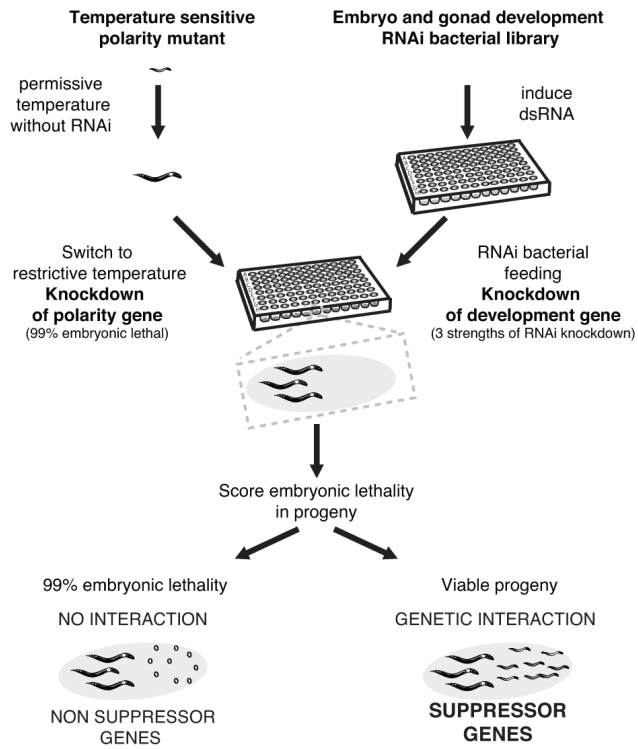 Temperature sensitive
polarity mutant
Embryo and gonad development
RNAi bacterial library
permissive
temperature
without RNAi
induce
dsRNA
Switch to
restrictive temperature
Knockdown
of polarity gene
(99% embryonic lethal)
RNAi bacterial
feeding
Knockdown
of development gene
(3 strengths of RNAi knockdown)
Score embryonic lethality
in progeny
99% embryonic lethality
NO INTERACTION
NON SUPPRESSOR
GENES
Viable progeny
GENETIC INTERACTION
SUPPRESSOR
GENES